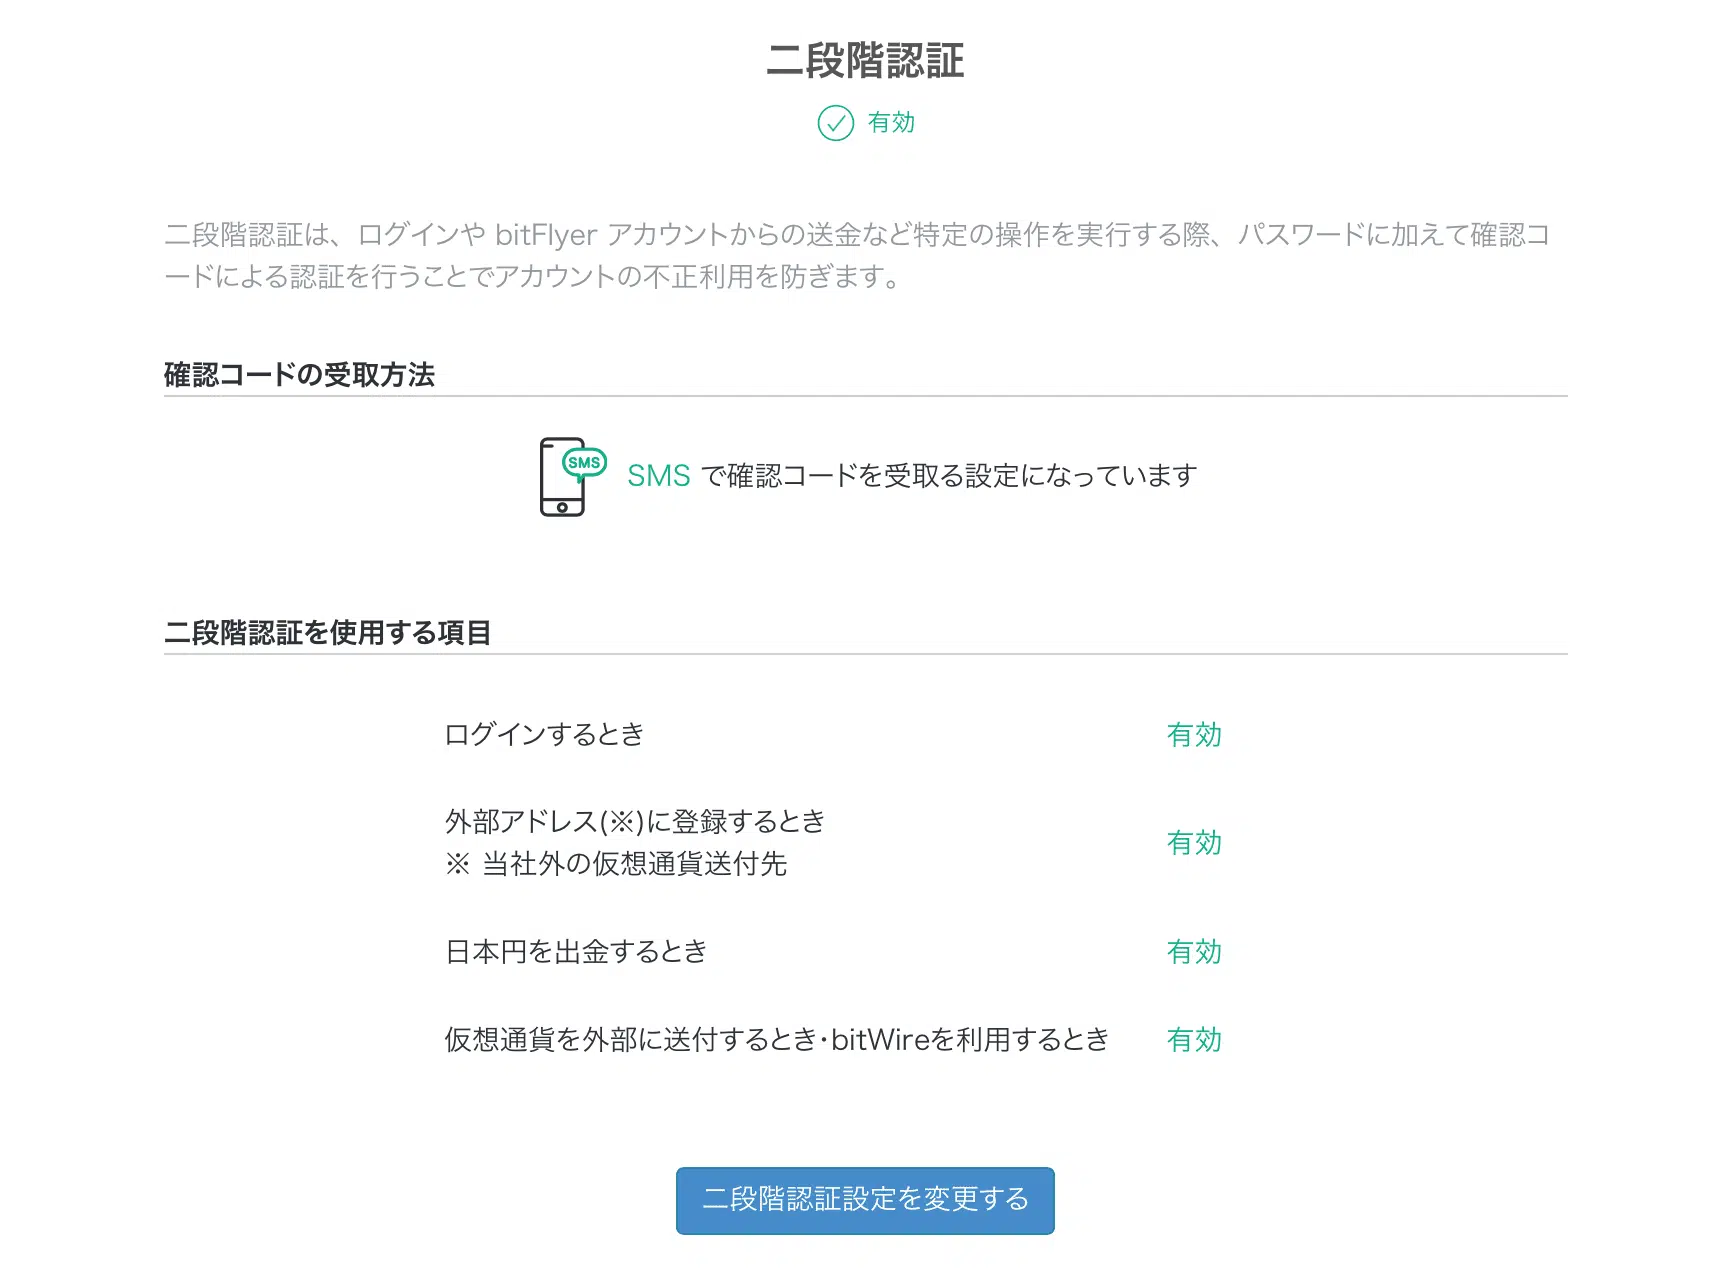 二段階認証
有効
二段階認証は、ログインや bitFlyer アカウントからの送金など特定の操作を実行する際、パスワードに加えて確認コ
ードによる認証を行うことでアカウントの不正利用を防ぎます。
確認コードの受取方法
SMS
SMS で確認コードを受取る設定になっています
二段階認証を使用する項目
ログインするとき 有効
外部アドレス(※)に登録するとき
※ 当社外の仮想通貨送付先
有効
日本円を出金するとき 有効
仮想通貨を外部に送付するとき・bitWireを利用するとき 有効
二段階認証設定を変更する